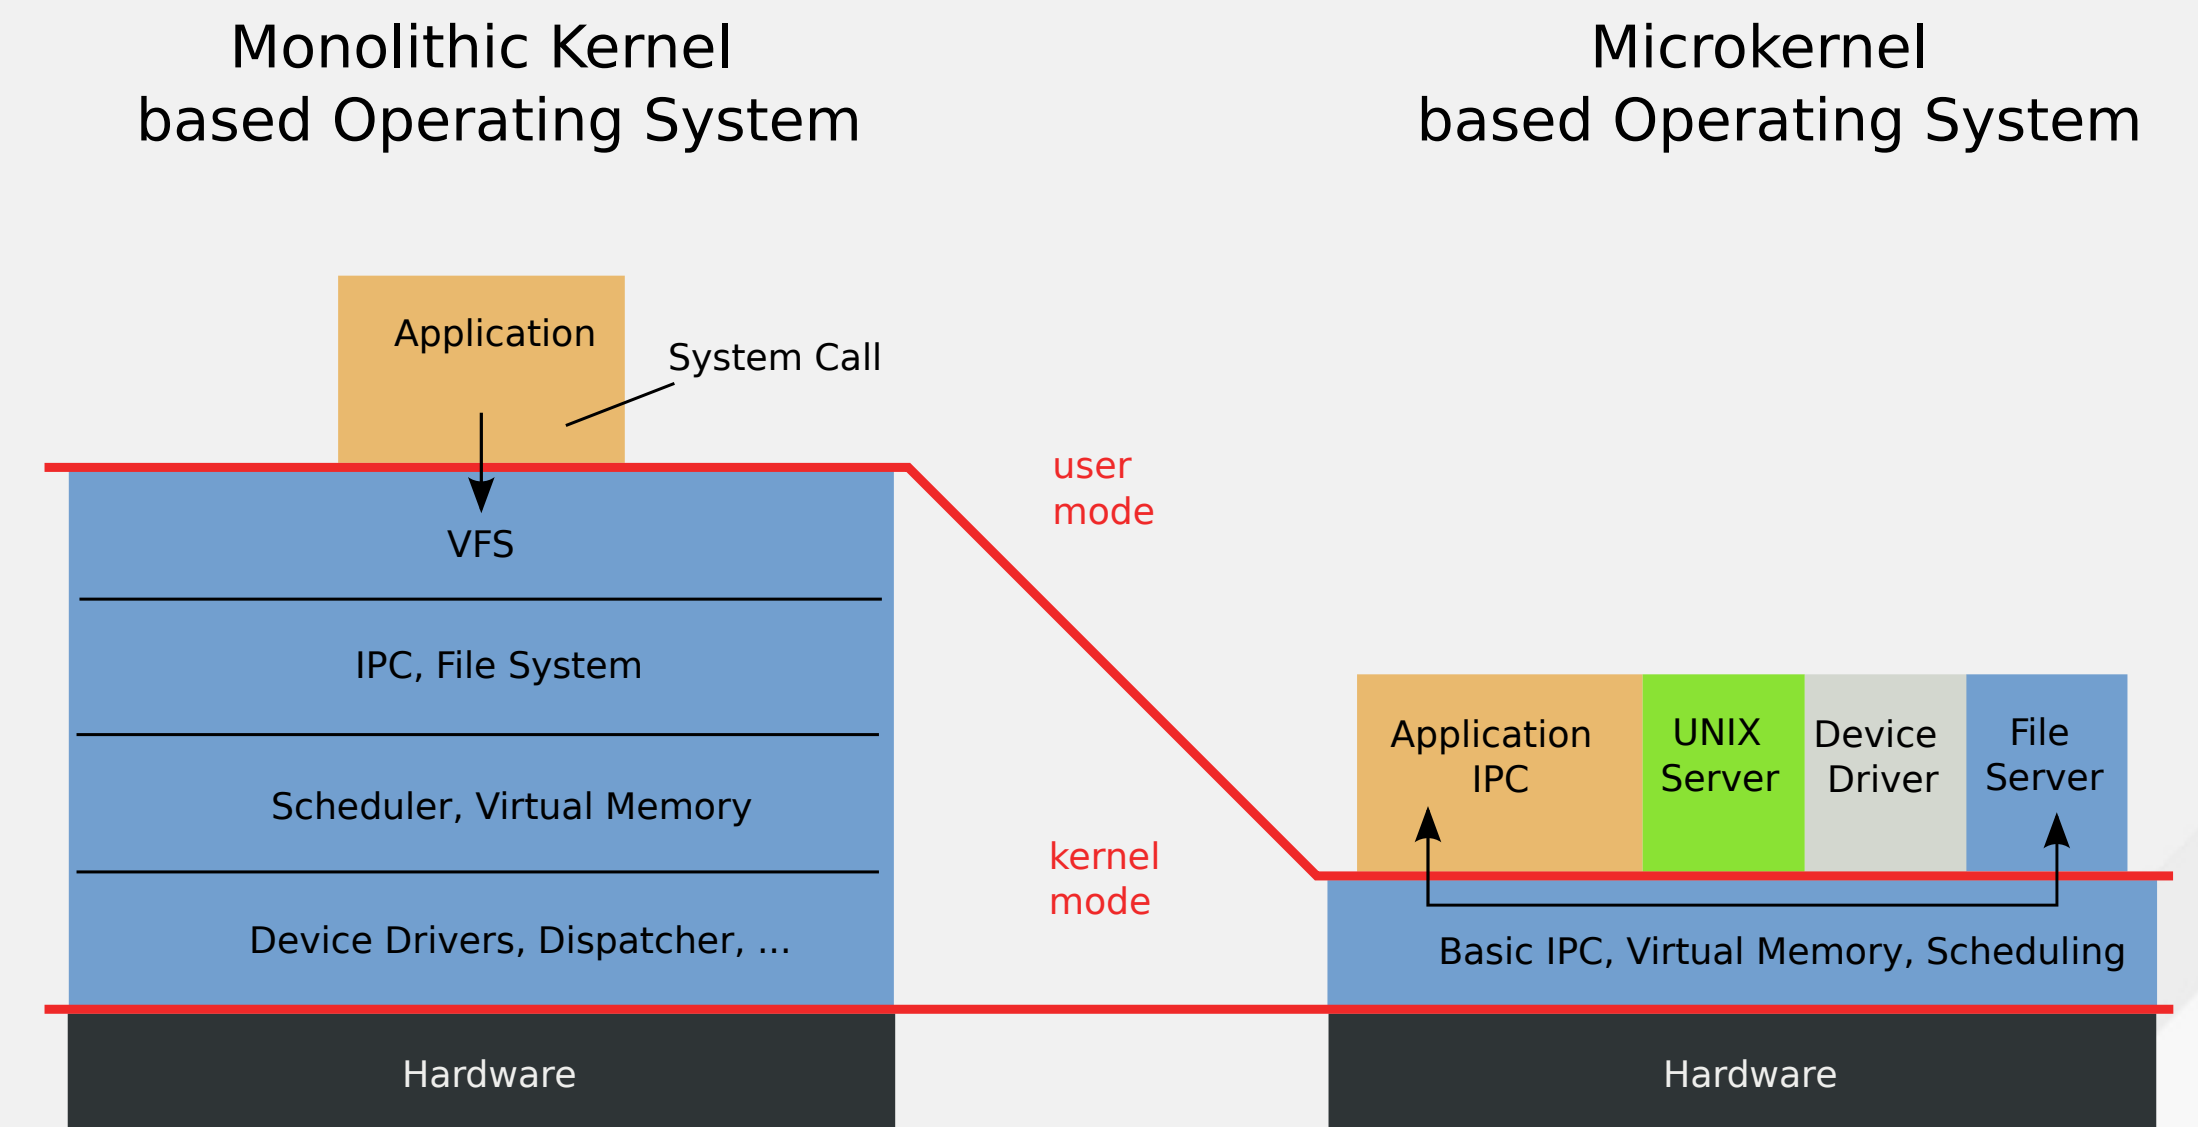 Monolithic Kernel
based Operating System
Microkernel
based Operating System
Application
System Call
user
mode
VFS
IPC, File System
Scheduler, Virtual Memory
Device Drivers, Dispatcher, ...
Hardware
kernel
mode
Application
IPC
UNIX
Server
Device
Driver
File
Server
Basic IPC, Virtual Memory, Scheduling
Hardware